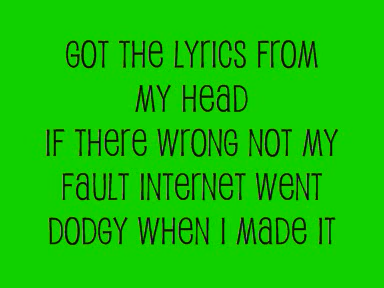 GOT THE LYRICS FROM
MY HEAD
IF THERE WRONG NOT MY
FAULT INTERNET WENT
DODGY WHEN I MADE IT